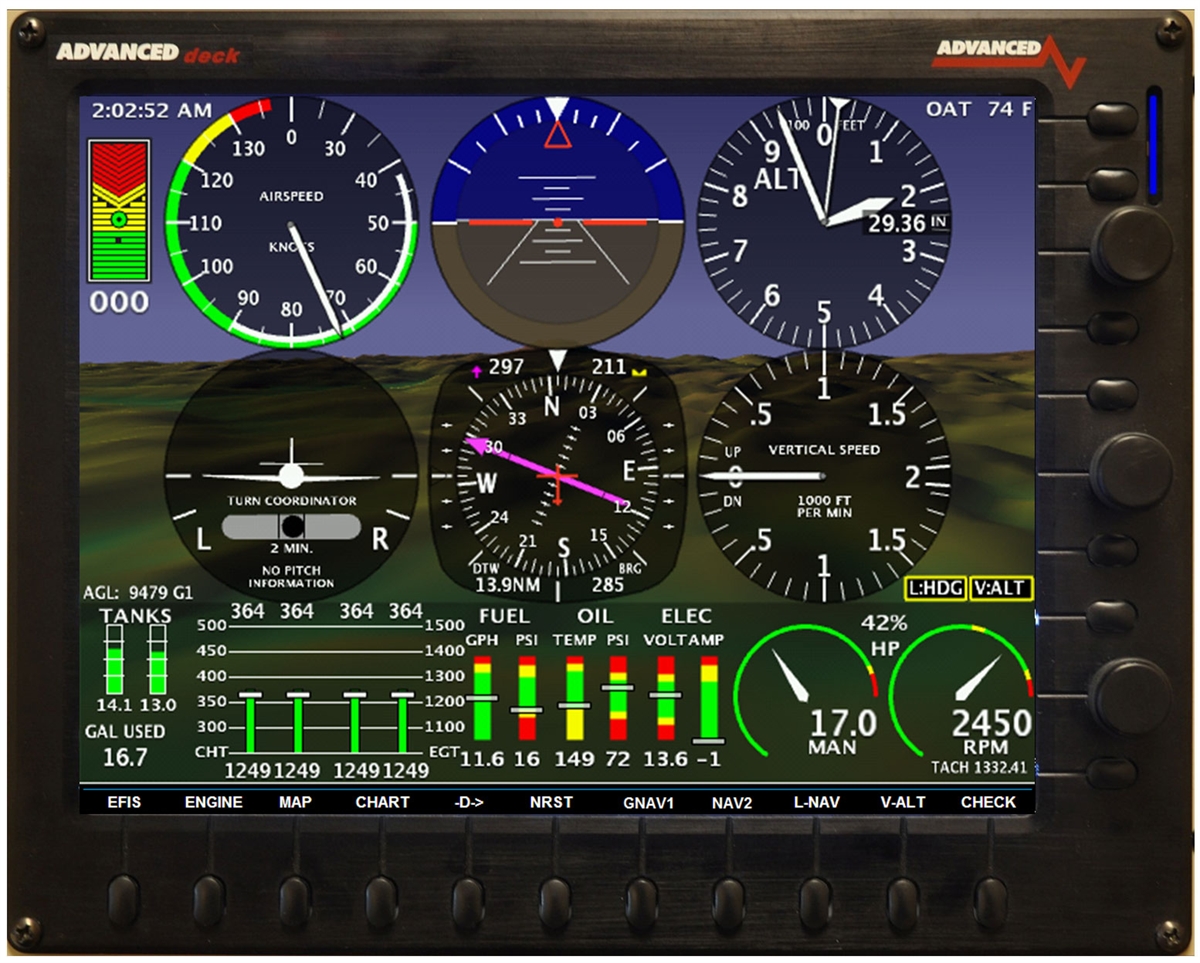 ADVANCED deck
ADVANCED
2:02:52 AM
OAT 74 F
000
0
30
40
50
60
70
80
90
100
110
120
130
AIRSPEED
KNOTS
100 FEET
0
1
2
3
4
5
6
7
8
9
ALT
29.36 IN
TURN COORDINATOR
L
R
2 MIN.
NO PITCH
INFORMATION
297
211
N
03
06
E
12
15
S
21
24
W
30
33
DTW
13.9NM
BRG
285
1
.5
1.5
UP
VERTICAL SPEED
0
2
DN
1000 FT
PER MIN
.5
1.5
1
L:HDG
V:ALT
AGL: 9479 G1
TANKS
14.1 13.0
GAL USED
16.7
364 364 364 364
500 1500
450 1400
400 1300
350 1200
300 1100
CHT EGT
1249 1249 1249 1249
FUEL OIL ELEC
GPH PSI TEMP PSI VOLT AMP
11.6 16 149 72 13.6 -1
42%
HP
17.0
MAN
2450
RPM
TACH 1332.41
EFIS ENGINE MAP CHART -D-> NRST GNAV1 NAV2 L-NAV V-ALT CHECK